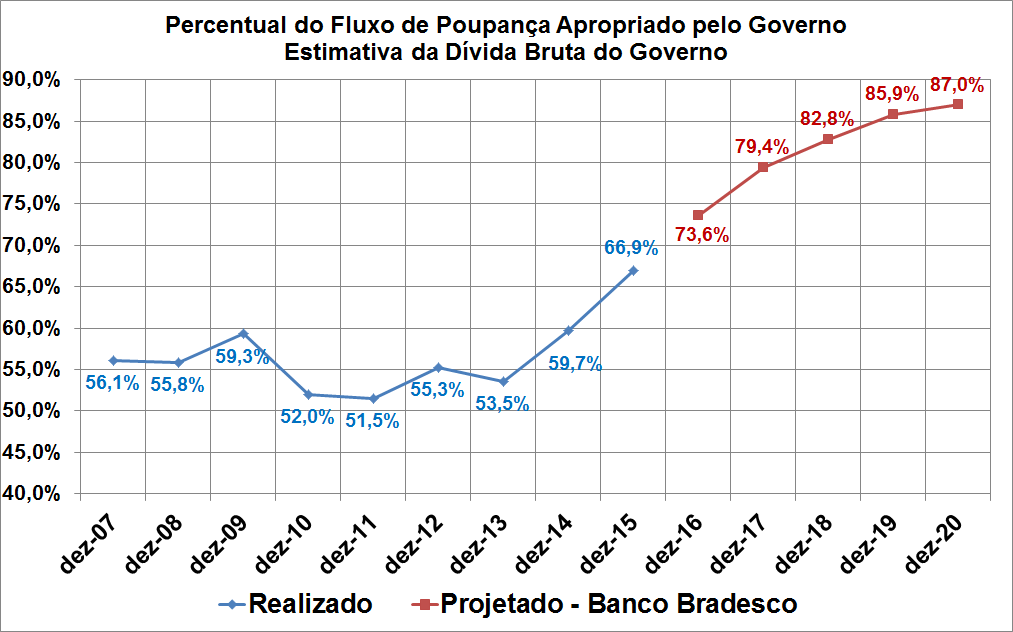 Percentual do Fluxo de Poupança Apropriado pelo Governo
Estimativa da Dívida Bruta do Governo
90,0%
85,0%
80,0%
75,0%
70,0%
65,0%
60,0%
55,0%
50,0%
45,0%
40,0%
56,1%
55,8%
59,3%
52,0%
51,5%
55,3%
53,5%
59,7%
66,9%
73,6%
79,4%
82,8%
85,9%
87,0%
dez-07
dez-08
dez-09
dez-10
dez-11
dez-12
dez-13
dez-14
dez-15
dez-16
dez-17
dez-18
dez-19
dez-20
Realizado
Projetado - Banco Bradesco